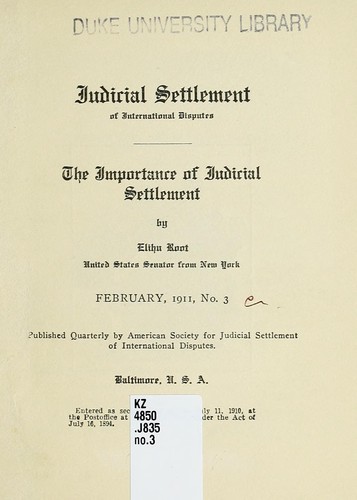 DUKE UNIVERSITY LIBRARY
Judicial Settlement
of International Disputes
The Importance of Judicial
Settlement
by
Elihu Root
United States Senator from New York
FEBRUARY, 1911, No. 3
Published Quarterly by American Society for Judicial Settlement
of International Disputes.
Baltimore, U. S. A.
Entered as sec ly 11, 1910, at
the Postoffice at der the Act of
July 16, 1894.
KZ
4850
.J835
no.3